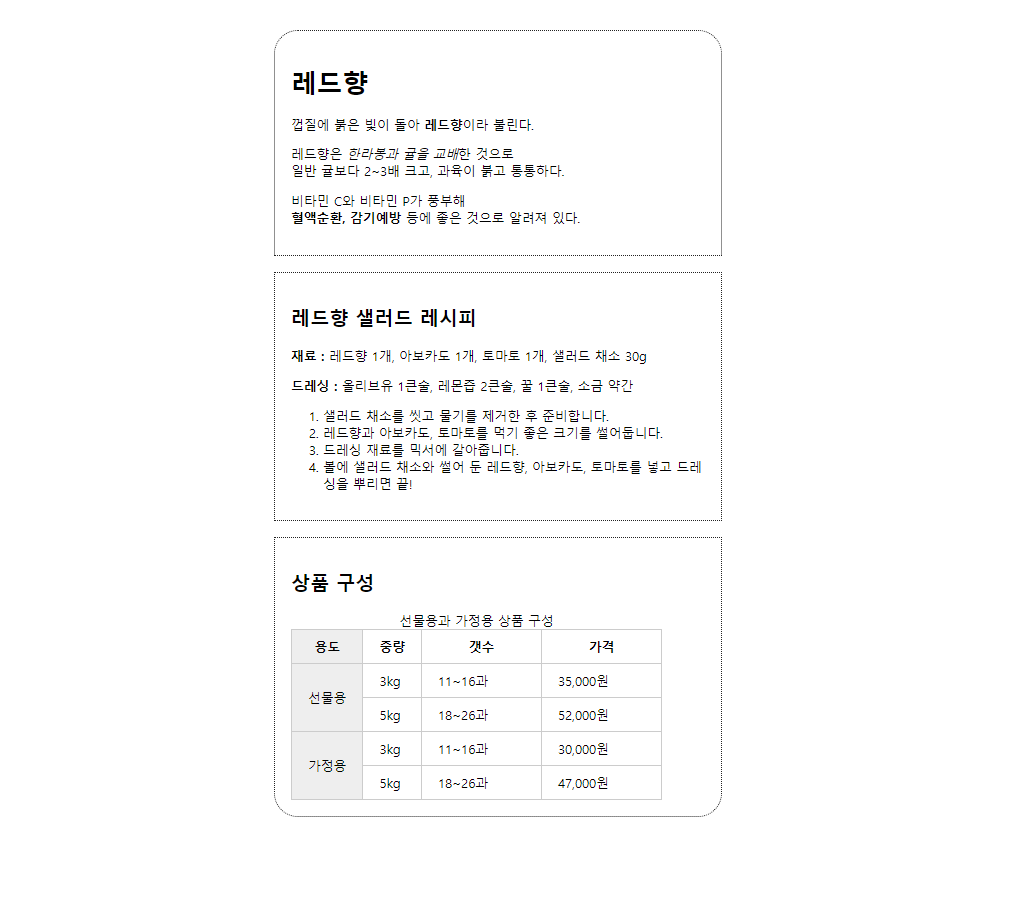 레드향
껍질에 붉은 빛이 돌아 레드향이라 불린다.
레드향은 한라봉과 귤을 교배한 것으로
일반 귤보다 2~3배 크고, 과육이 붉고 통통하다.
비타민 C와 비타민 P가 풍부해
혈액순환, 감기예방 등에 좋은 것으로 알려져 있다.
레드향 샐러드 레시피
재료 : 레드향 1개, 아보카도 1개, 토마토 1개, 샐러드 채소 30g
드레싱 : 올리브유 1큰술, 레몬즙 2큰술, 꿀 1큰술, 소금 약간
1. 샐러드 채소를 씻고 물기를 제거한 후 준비합니다.
2. 레드향과 아보카도, 토마토를 먹기 좋은 크기를 썰어둡니다.
3. 드레싱 재료를 믹서에 갈아줍니다.
4. 볼에 샐러드 채소와 썰어 둔 레드향, 아보카도, 토마토를 넣고 드레
싱을 뿌리면 끝!
상품 구성
선물용과 가정용 상품 구성
용도 중량 갯수 가격
선물용 3kg 11~16과 35,000원
5kg 18~26과 52,000원
가정용 3kg 11~16과 30,000원
5kg 18~26과 47,000원